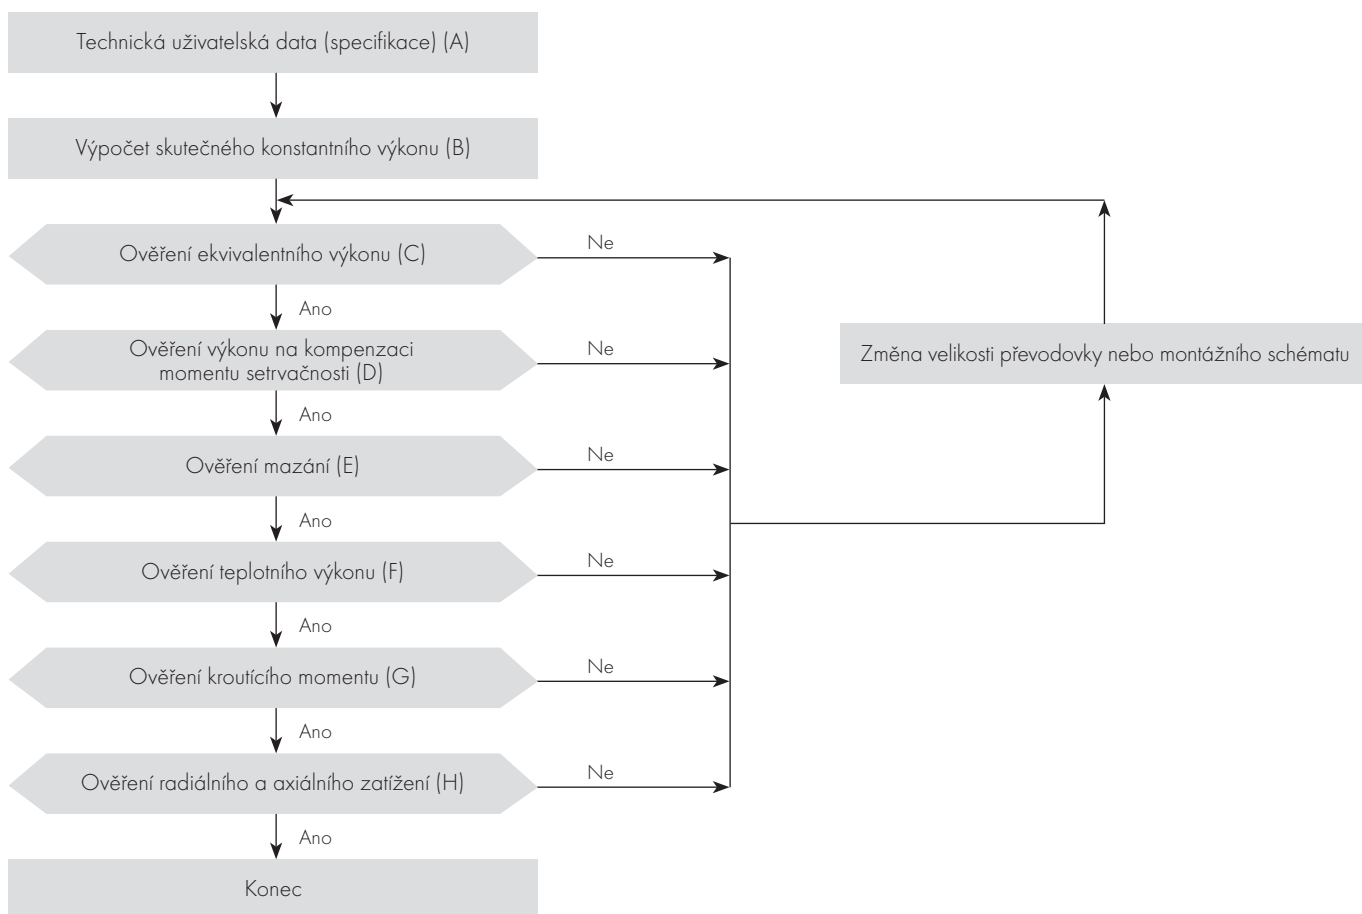 Technická uživatelská data (specifikace) (A)
Výpočet skutečného konstantního výkonu (B)
Ověření ekvivalentního výkonu (C)
Ne
Ano
Ověření výkonu na kompenzaci
momentu setrvačnosti (D)
Ne
Změna velikosti převodovky nebo montážního schématu
Ano
Ověření mazání (E)
Ne
Ano
Ověření teplotního výkonu (F)
Ne
Ano
Ověření kroutícího momentu (G)
Ne
Ano
Ověření radiálního a axiálního zatížení (H)
Ne
Ano
Konec